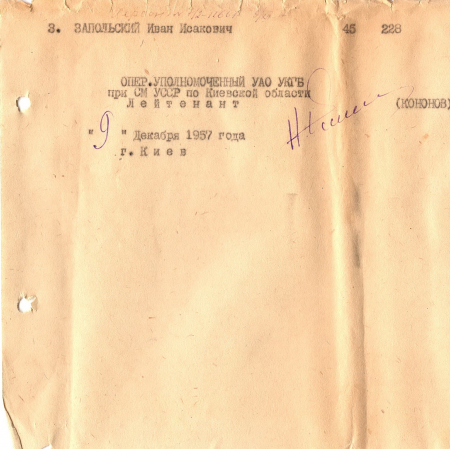 3. ЗАПОЛЬСКИЙ Иван Исакович 45 228
ОПЕР.УПОЛНОМОЧЕННЫЙ УАО УКГБ
при СМ УССР по Киевской области
Лейтенант (КОНОНОВ)
"9" Декабря 1957 года
г.Киев